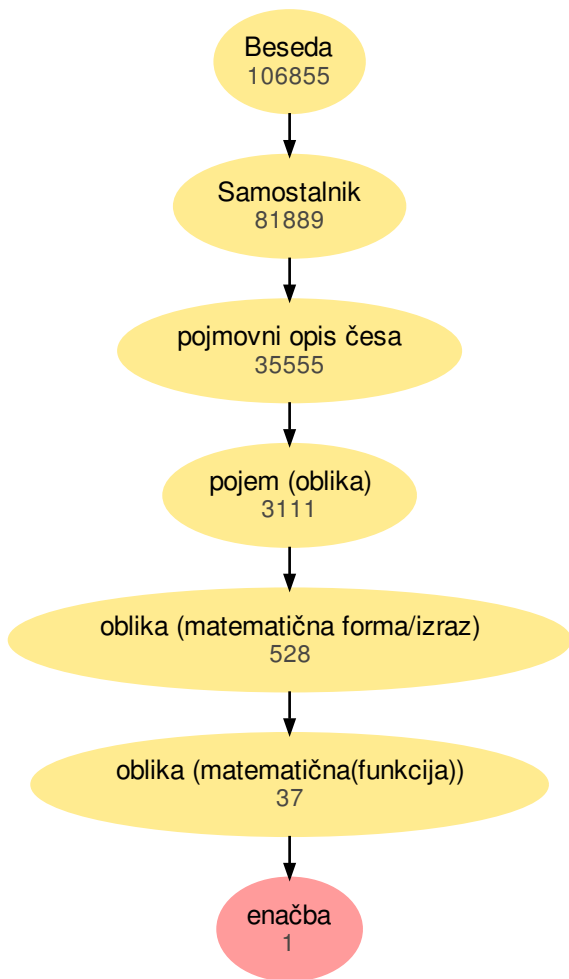 Beseda
106855
Samostalnik
81889
pojmovni opis česa
35555
pojem (oblika)
3111
oblika (matematična forma/izraz)
528
oblika (matematična(funkcija))
37
enačba
1